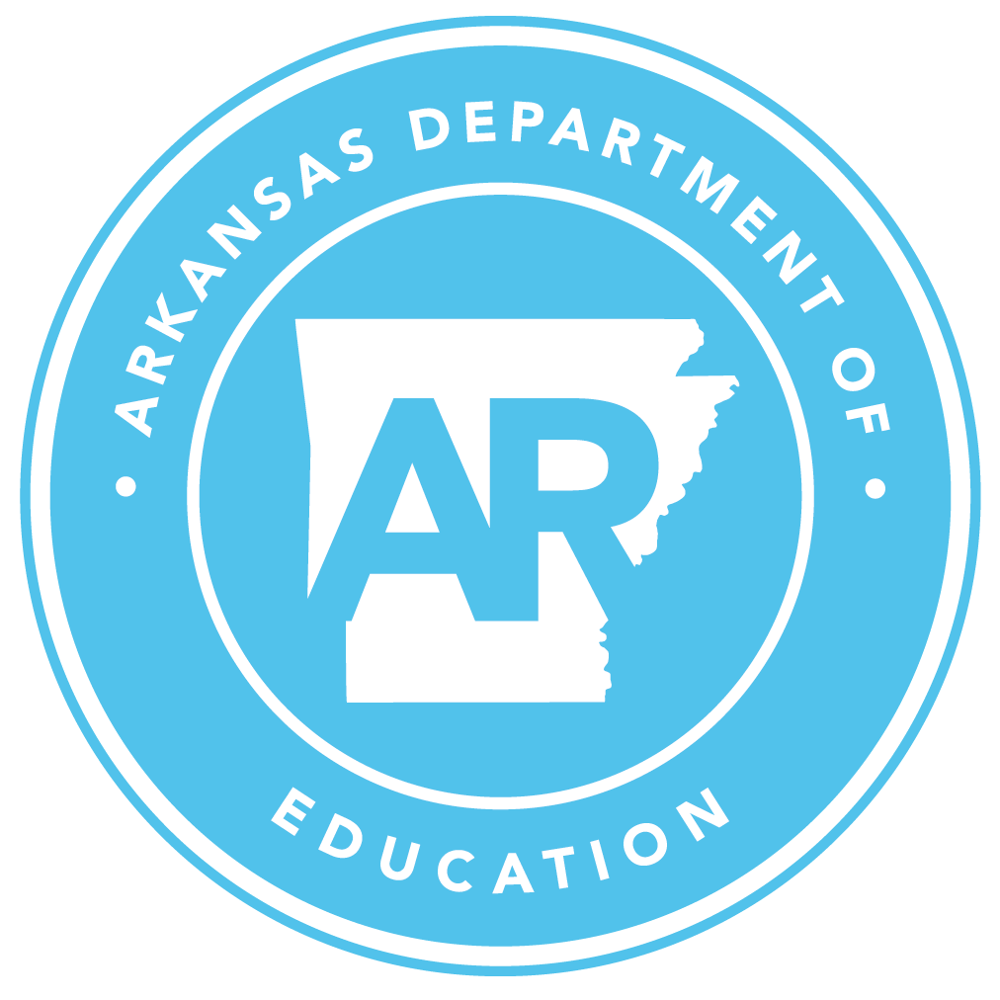 • ARKANSAS DEPARTMENT OF •
AR
EDUCATION